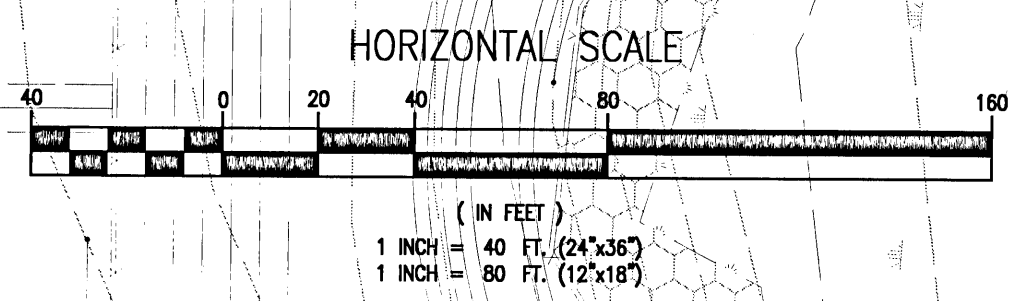 HORIZONTAL SCALE
40 0 20 40 80 160
( IN FEET )
1 INCH = 40 FT. (24"x36")
1 INCH = 80 FT. (12"x18")